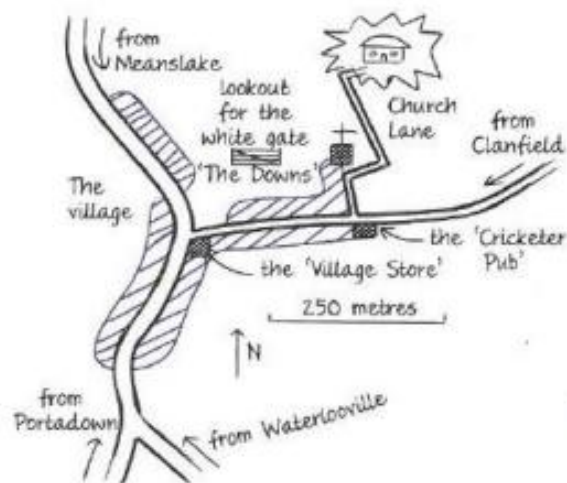 from
Meanslake
lookout
for the
white gate
'The Downs'
Church
Lane
from
Clanfield
The
village
the 'Cricketer
Pub'
the 'Village Store'
250 metres
N
from
Portadown
from Waterlooville